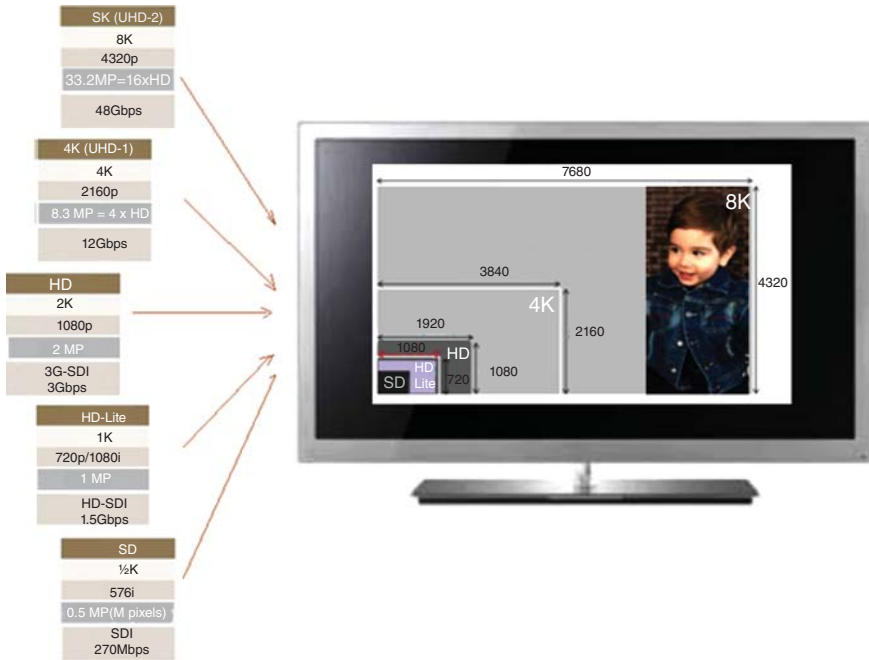 SK (UHD-2)
8K
4320p
33.2MP=16xHD
48Gbps
4K (UHD-1)
4K
2160p
8.3 MP = 4 x HD
12Gbps
HD
2K
1080p
2 MP
3G-SDI
3Gbps
HD-Lite
1K
720p/1080i
1 MP
HD-SDI
1.5Gbps
SD
½K
576i
0.5 MP(M pixels)
SDI
270Mbps
7680
8K
4320
3840
4K
2160
1920
HD
1080
1080
HD
Lite
720
SD